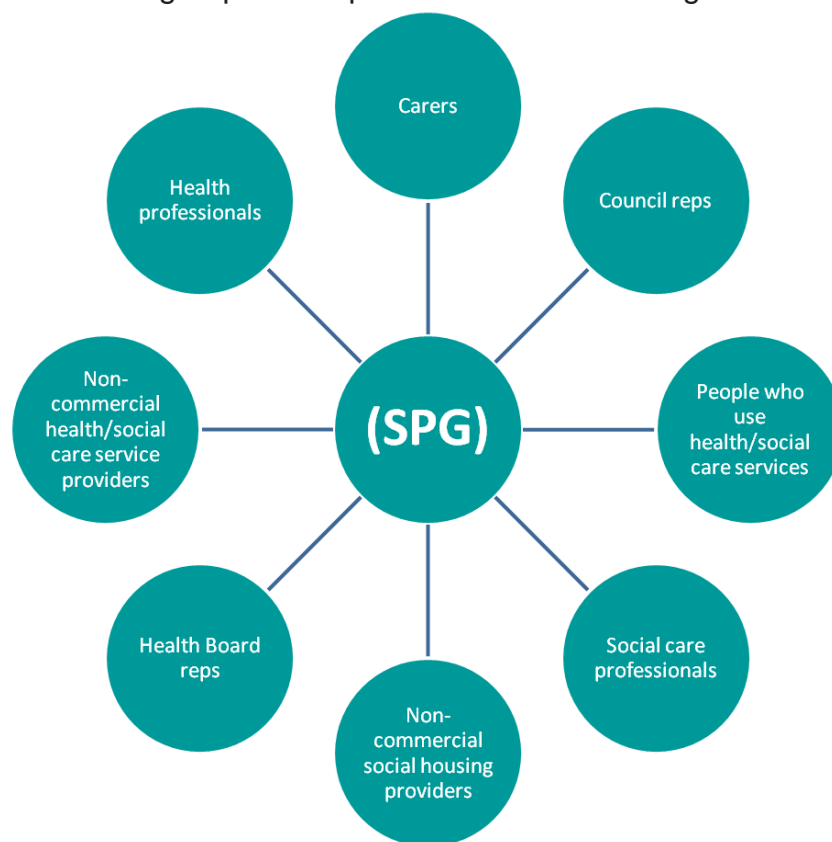 Carers
Health
professionals
Council reps
Non-
commercial
health/social
care service
providers
(SPG)
People who
use
health/social
care services
Health Board
reps
Social care
professionals
Non-
commercial
social housing
providers